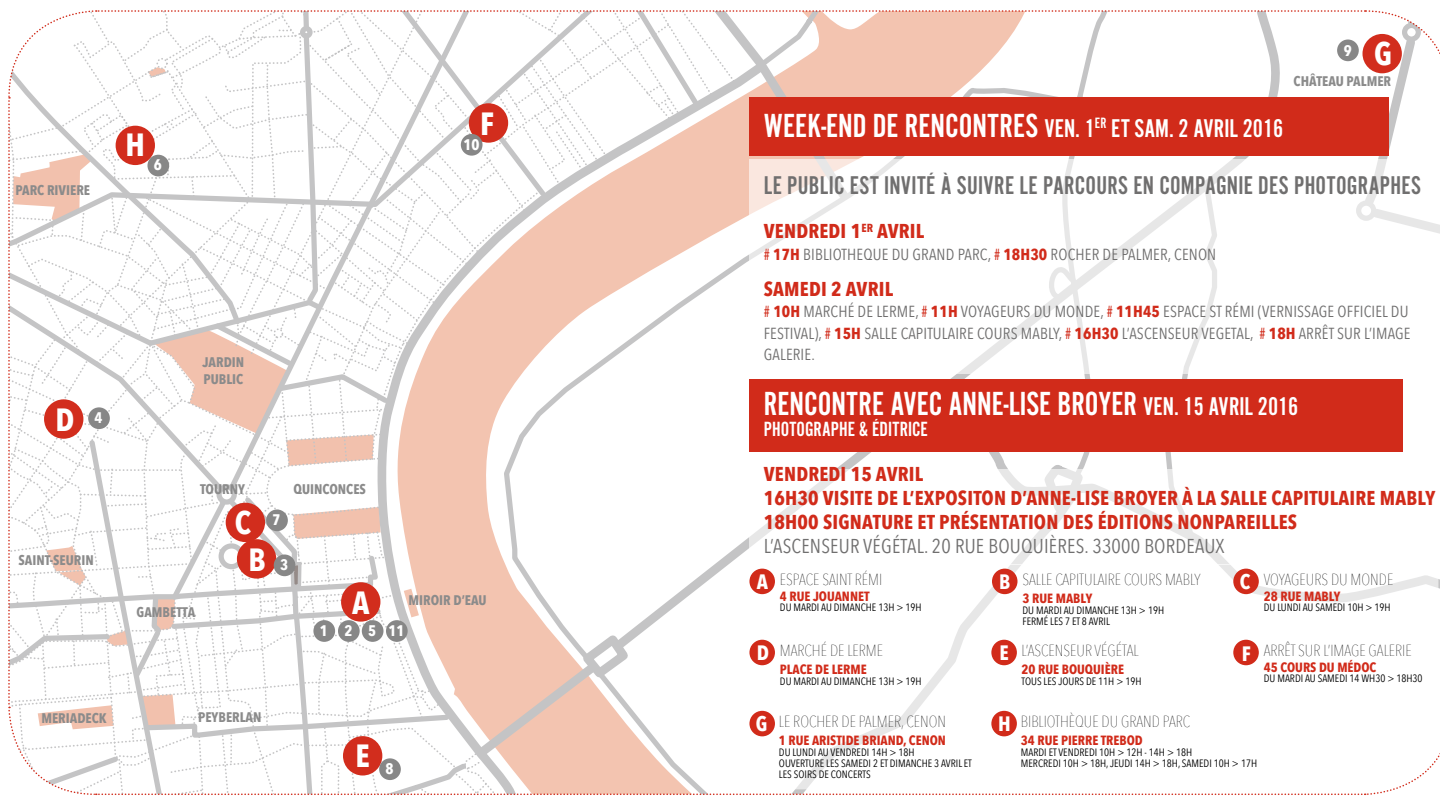 H
6
PARC RIVIERE
F
10
9
G
CHÂTEAU PALMER
JARDIN
PUBLIC
D
4
TOURNY
QUINCONCES
C
7
B
3
SAINT-SEURIN
GAMBETTA
A
MIROIR D'EAU
1
2
5
11
MERIADECK
PEYBERLAN
E
8
WEEK-END DE RENCONTRES VEN. 1ER ET SAM. 2 AVRIL 2016
LE PUBLIC EST INVITÉ À SUIVRE LE PARCOURS EN COMPAGNIE DES PHOTOGRAPHES
VENDREDI 1ER AVRIL
# 17H BIBLIOTHEQUE DU GRAND PARC, # 18H30 ROCHER DE PALMER, CENON
SAMEDI 2 AVRIL
# 10H MARCHÉ DE LERME, # 11H VOYAGEURS DU MONDE, # 11H45 ESPACE ST RÉMI (VERNISSAGE OFFICIEL DU
FESTIVAL), # 15H SALLE CAPITULAIRE COURS MABLY, # 16H30 L'ASCENSEUR VEGETAL, # 18H ARRÊT SUR L'IMAGE
GALERIE.
RENCONTRE AVEC ANNE-LISE BROYER VEN. 15 AVRIL 2016
PHOTOGRAPHE & ÉDITRICE
VENDREDI 15 AVRIL
16H30 VISITE DE L'EXPOSITON D'ANNE-LISE BROYER À LA SALLE CAPITULAIRE MABLY
18H00 SIGNATURE ET PRÉSENTATION DES ÉDITIONS NONPAREILLES
L'ASCENSEUR VÉGÉTAL. 20 RUE BOUQUIÈRES. 33000 BORDEAUX
A ESPACE SAINT RÉMI
4 RUE JOUANNET
DU MARDI AU DIMANCHE 13H > 19H
B SALLE CAPITULAIRE COURS MABLY
3 RUE MABLY
DU MARDI AU DIMANCHE 13H > 19H
FERMÉ LES 7 ET 8 AVRIL
C VOYAGEURS DU MONDE
28 RUE MABLY
DU LUNDI AU SAMEDI 10H > 19H
D MARCHÉ DE LERME
PLACE DE LERME
DU MARDI AU DIMANCHE 13H > 19H
E L'ASCENSEUR VÉGÉTAL
20 RUE BOUQUIÈRE
TOUS LES JOURS DE 11H > 19H
F ARRÊT SUR L'IMAGE GALERIE
45 COURS DU MÉDOC
DU MARDI AU SAMEDI 14 WH30 > 18H30
G LE ROCHER DE PALMER, CENON
1 RUE ARISTIDE BRIAND, CENON
DU LUNDI AU VENDREDI 14H > 18H
OUVERTURE LES SAMEDI 2 ET DIMANCHE 3 AVRIL ET
LES SOIRS DE CONCERTS
H BIBLIOTHÈQUE DU GRAND PARC
34 RUE PIERRE TREBOD
MARDI ET VENDREDI 10H > 12H - 14H > 18H
MERCREDI 10H > 18H, JEUDI 14H > 18H, SAMEDI 10H > 17H